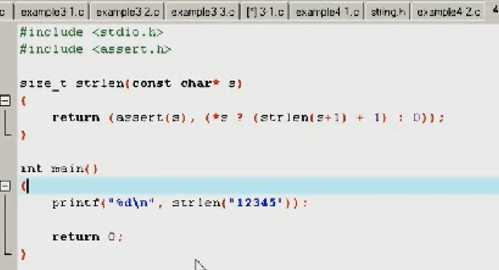 c example3-1.c example3 2.c example3 3.c [*] 3-1.c example4 1.c string.h example4 2.c 4
#include <stdio.h>
#include <assert.h>
size_t strlen(const char* s)
{
return (assert(s), (*s ? (strlen(s+1) + 1) : 0));
}
int main()
{
printf("%d\n", strlen("12345"));
return 0;
}